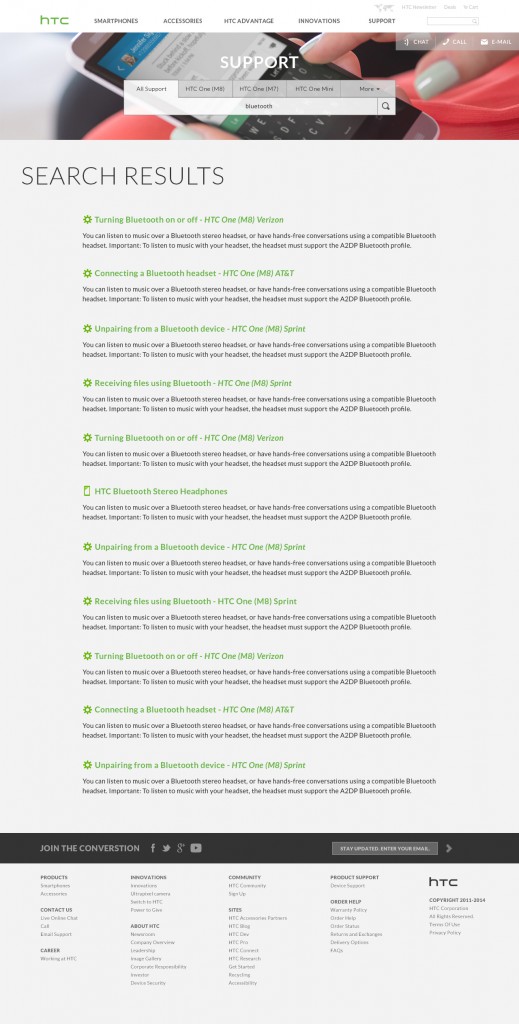 HTC Newsletter Deals In Cart
hTC SMARTPHONES ACCESSORIES HTC ADVANTAGE INNOVATIONS SUPPORT
CHAT CALL E-MAIL
SUPPORT
All Support HTC One (M8) HTC One (M7) HTC One Mini More
bluetooth
SEARCH RESULTS
Turning Bluetooth on or off - HTC One (M8) Verizon
You can listen to music over a Bluetooth stereo headset, or have hands-free conversations using a compatible Bluetooth
headset. Important: To listen to music with your headset, the headset must support the A2DP Bluetooth profile.
Connecting a Bluetooth headset - HTC One (M8) AT&T
You can listen to music over a Bluetooth stereo headset, or have hands-free conversations using a compatible Bluetooth
headset. Important: To listen to music with your headset, the headset must support the A2DP Bluetooth profile.
Unpairing from a Bluetooth device - HTC One (M8) Sprint
You can listen to music over a Bluetooth stereo headset, or have hands-free conversations using a compatible Bluetooth
headset. Important: To listen to music with your headset, the headset must support the A2DP Bluetooth profile.
Receiving files using Bluetooth - HTC One (M8) Sprint
You can listen to music over a Bluetooth stereo headset, or have hands-free conversations using a compatible Bluetooth
headset. Important: To listen to music with your headset, the headset must support the A2DP Bluetooth profile.
Turning Bluetooth on or off - HTC One (M8) Verizon
You can listen to music over a Bluetooth stereo headset, or have hands-free conversations using a compatible Bluetooth
headset. Important: To listen to music with your headset, the headset must support the A2DP Bluetooth profile.
HTC Bluetooth Stereo Headphones
You can listen to music over a Bluetooth stereo headset, or have hands-free conversations using a compatible Bluetooth
headset. Important: To listen to music with your headset, the headset must support the A2DP Bluetooth profile.
Unpairing from a Bluetooth device - HTC One (M8) Sprint
You can listen to music over a Bluetooth stereo headset, or have hands-free conversations using a compatible Bluetooth
headset. Important: To listen to music with your headset, the headset must support the A2DP Bluetooth profile.
Receiving files using Bluetooth - HTC One (M8) Sprint
You can listen to music over a Bluetooth stereo headset, or have hands-free conversations using a compatible Bluetooth
headset. Important: To listen to music with your headset, the headset must support the A2DP Bluetooth profile.
Turning Bluetooth on or off - HTC One (M8) Verizon
You can listen to music over a Bluetooth stereo headset, or have hands-free conversations using a compatible Bluetooth
headset. Important: To listen to music with your headset, the headset must support the A2DP Bluetooth profile.
Connecting a Bluetooth headset - HTC One (M8) AT&T
You can listen to music over a Bluetooth stereo headset, or have hands-free conversations using a compatible Bluetooth
headset. Important: To listen to music with your headset, the headset must support the A2DP Bluetooth profile.
Unpairing from a Bluetooth device - HTC One (M8) Sprint
You can listen to music over a Bluetooth stereo headset, or have hands-free conversations using a compatible Bluetooth
headset. Important: To listen to music with your headset, the headset must support the A2DP Bluetooth profile.
JOIN THE CONVERSTION STAY UPDATED. ENTER YOUR EMAIL.
PRODUCTS
Smartphones
Accessories
CONTACT US
Live Online Chat
Call
Email Support
CAREER
Working at HTC
INNOVATIONS
Innovations
Ultrapixel camera
Switch to HTC
Power to Give
ABOUT HTC
Newsroom
Company Overview
Leadership
Image Gallery
Corporate Responsibility
Investor
Device Security
COMMUNITY
HTC Community
Sign Up
SITES
HTC Accessories Partners
HTC Blog
HTC Dev
HTC Pro
HTC Connect
HTC Research
Get Started
Recycling
Accessibility
PRODUCT SUPPORT
Device Support
ORDER HELP
Warranty Policy
Order Help
Order Status
Returns and Exchanges
Delivery Options
FAQs
hTC
COPYRIGHT 2011-2014
HTC Corporation
All Rights Reserved.
Terms Of Use
Privacy Policy